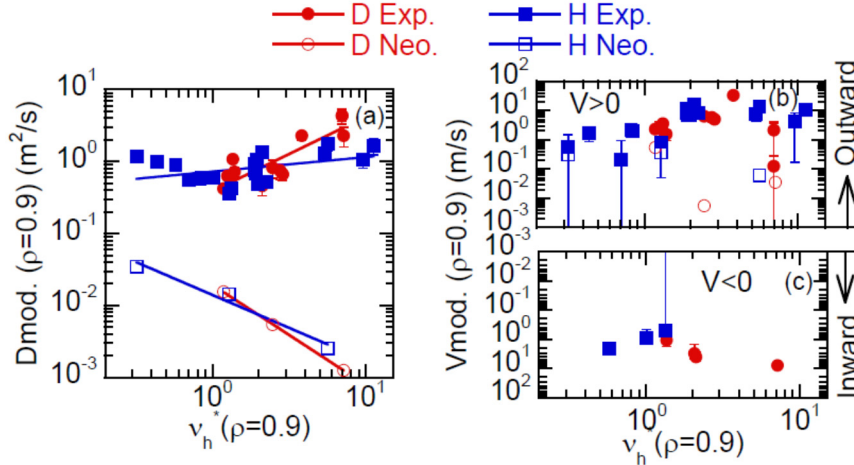 D Exp.
H Exp.
D Neo.
H Neo.
(a)
10²
10¹
10⁰
10⁻¹
10⁻²
10⁻³
Dmod. (ρ=0.9) (m²/s)
10⁰
10¹
ν*ₕ(ρ=0.9)
V>0
(b)
10²
10¹
10⁰
10⁻¹
10⁻²
10⁻³
10⁻³
10⁻²
10⁻¹
10⁰
10¹
10²
Vmod. (ρ=0.9) (m/s)
V<0
(c)
10⁰
10¹
ν*ₕ(ρ=0.9)
Outward
Inward